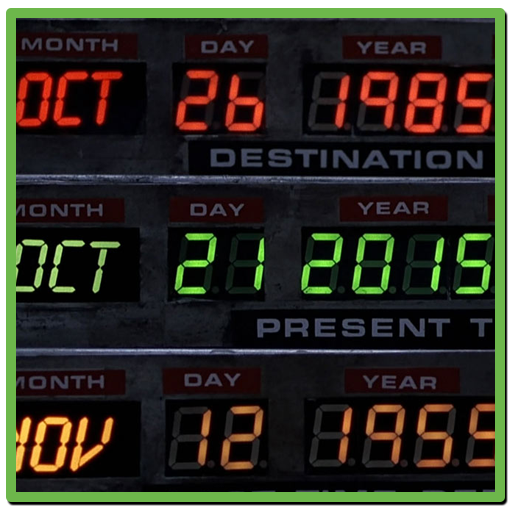 MONTH DAY YEAR
OCT 26 1985
DESTINATION
MONTH DAY YEAR
OCT 21 2015
PRESENT T
MONTH DAY YEAR
NOV 12 1955